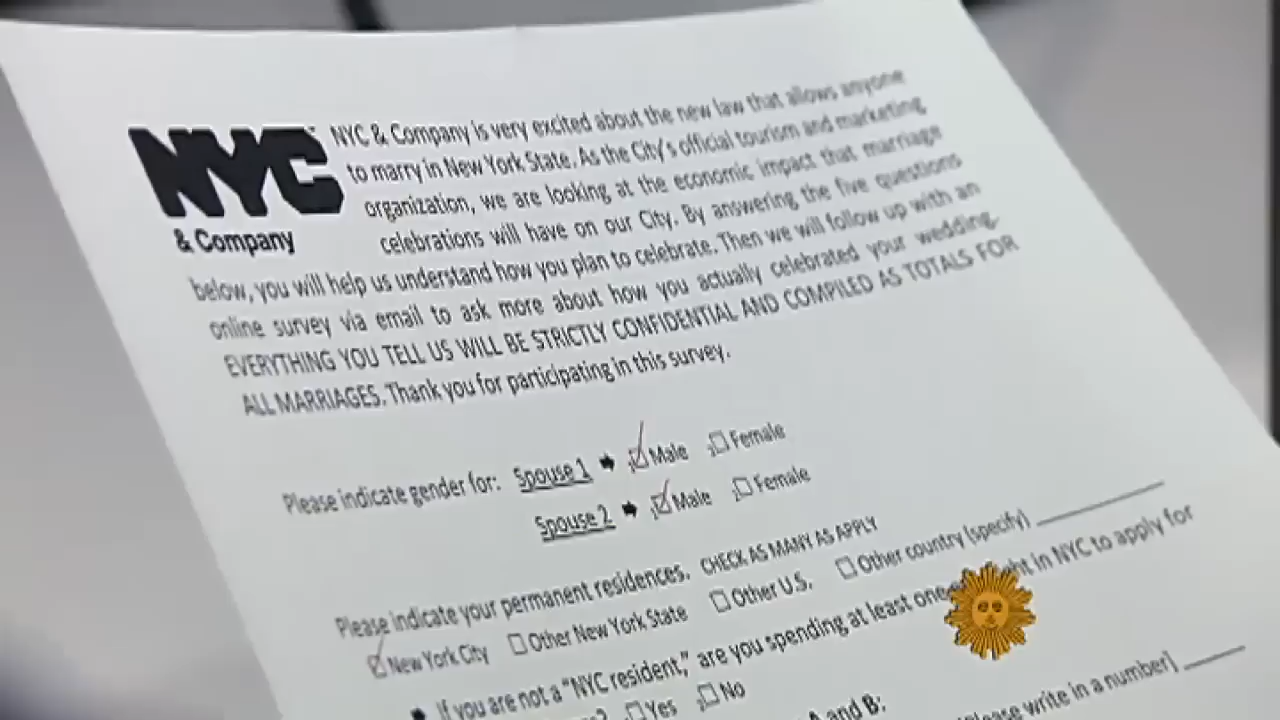 NYC
& Company
NYC & Company is very excited about the new law that allows anyone
to marry in New York State. As the City's official tourism and marketing
organization, we are looking at the economic impact that marriage
celebrations will have on our City. By answering the five questions
below, you will help us understand how you plan to celebrate. Then we will follow up with an
online survey via email to ask more about how you actually celebrated your wedding.
EVERYTHING YOU TELL US WILL BE STRICTLY CONFIDENTIAL AND COMPILED AS TOTALS FOR
ALL MARRIAGES. Thank you for participating in this survey.
Please indicate gender for: Spouse 1 Male Female
Spouse 2 Male Female
Please indicate your permanent residences. CHECK AS MANY AS APPLY
New York City Other New York State Other U.S. Other country (specify)
If you are not a "NYC resident," are you spending at least one in NYC to apply for
Yes No
A and B:
Please write in a number]